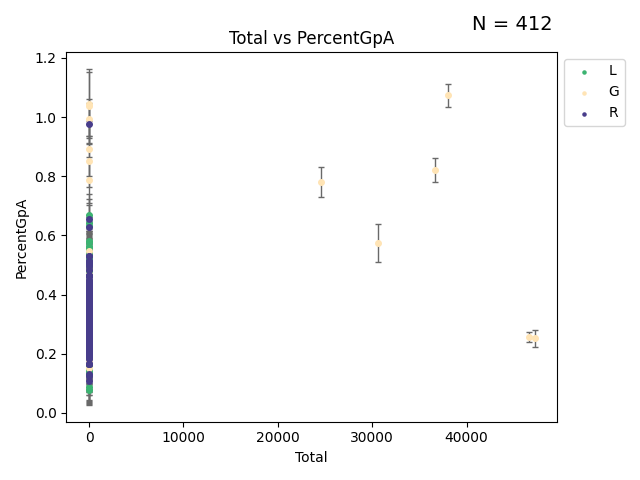 N = 412
Total vs PercentGpA
L
G
R
PercentGpA
1.2
1.0
0.8
0.6
0.4
0.2
0.0
0 10000 20000 30000 40000
Total